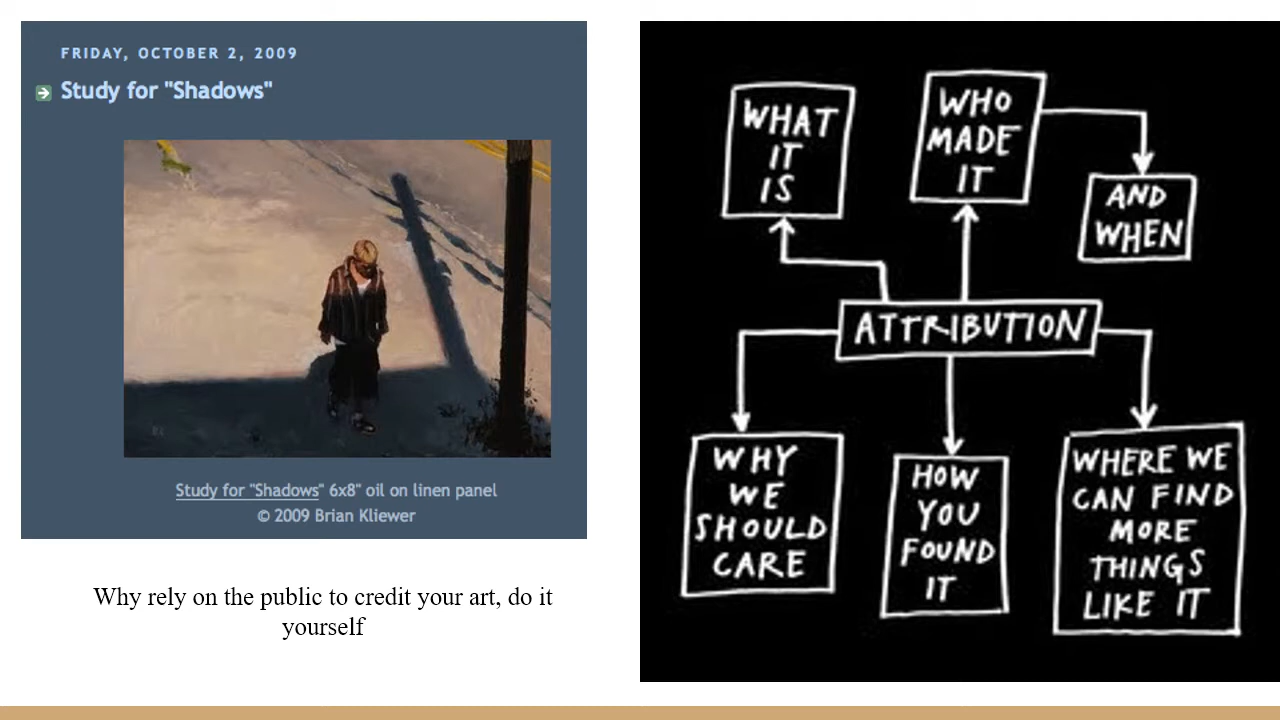 FRIDAY, OCTOBER 2, 2009
Study for "Shadows"
Study for "Shadows" 6x8" oil on linen panel
© 2009 Brian Kliewer
Why rely on the public to credit your art, do it
yourself
WHAT
IT
IS
WHO
MADE
IT
AND
WHEN
ATTRIBUTION
WHY
WE
SHOULD
CARE
HOW
YOU
FOUND
IT
WHERE WE
CAN FIND
MORE
THINGS
LIKE IT